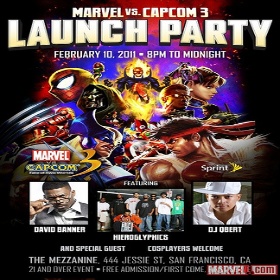 MARVEL VS. CAPCOM 3
LAUNCH PARTY
FEBRUARY 10, 2011 • 8PM TO MIDNIGHT
MARVEL
VS.
CAPCOM
3
Sprint
FEATURING
DAVID BANNER
HIEROGLYPHICS
DJ QBERT
AND SPECIAL GUEST
COSPLAYERS WELCOME
THE MEZZANINE, 444 JESSIE ST, SAN FRANCISCO, CA
21 AND OVER EVENT • FREE ADMISSION/FIRST COME
MARVEL.COM